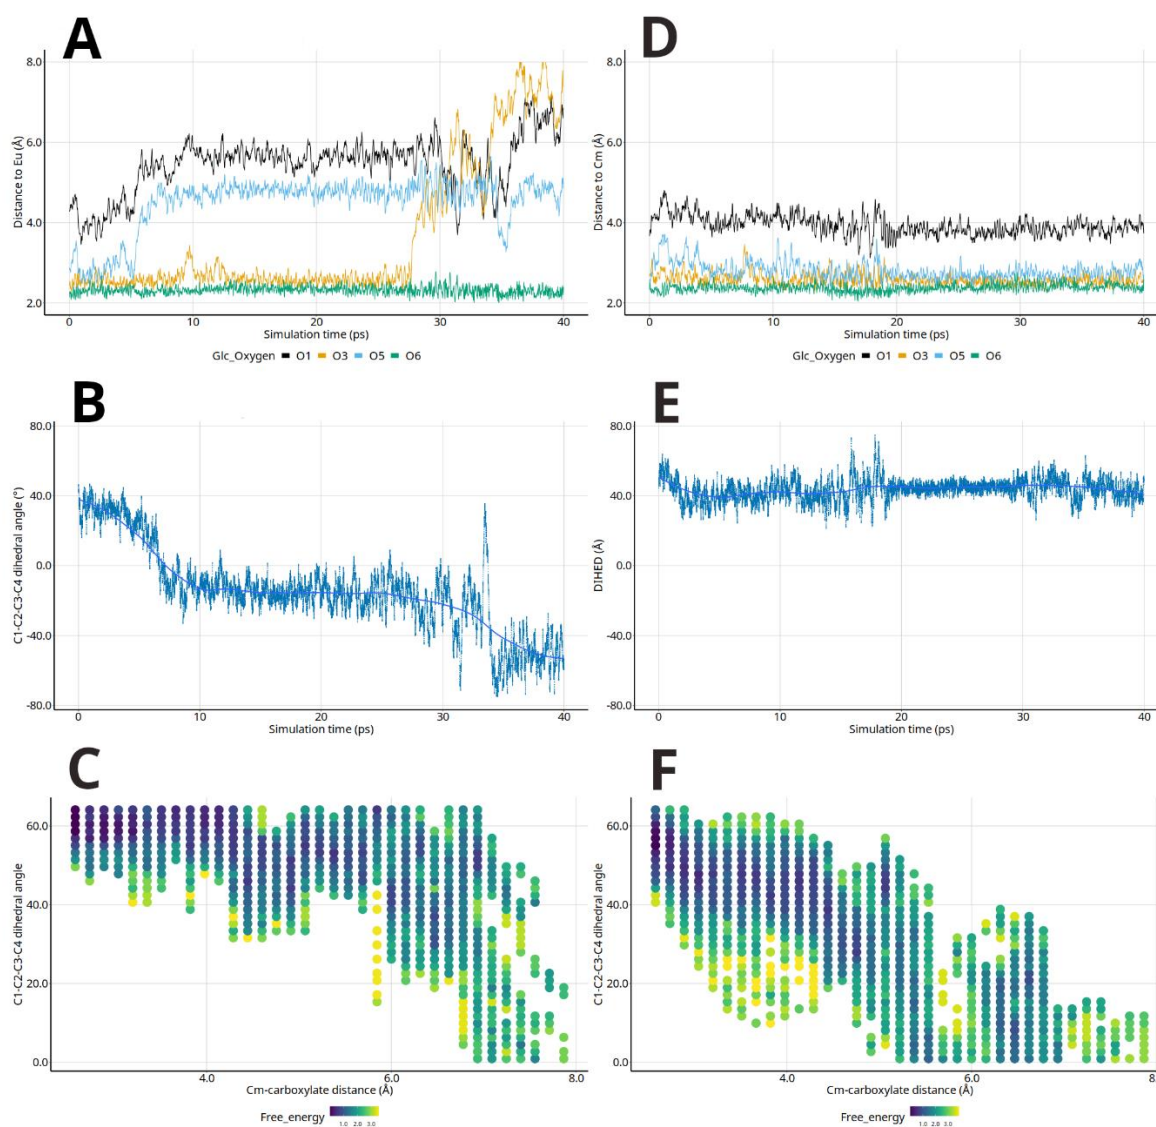 A
Distance to Eu (Å)
8.0
6.0
4.0
2.0
0 10 20 30 40
Simulation time (ps)
Glc_Oxygen O1 O3 O5 O6
D
Distance to Cm (Å)
8.0
6.0
4.0
2.0
0 10 20 30 40
Simulation time (ps)
Glc_Oxygen O1 O3 O5 O6
B
C1-C2-C3-C4 dihedral angle (°)
80.0
40.0
0.0
-40.0
-80.0
0 10 20 30 40
Simulation time (ps)
E
DIHED (Å)
80.0
40.0
0.0
-40.0
-80.0
0 10 20 30 40
Simulation time (ps)
C
C1-C2-C3-C4 dihedral angle
60.0
40.0
20.0
0.0
4.0 6.0 8.0
Cm-carboxylate distance (Å)
Free_energy
1.0 2.0 3.0
F
C1-C2-C3-C4 dihedral angle
60.0
40.0
20.0
0.0
4.0 6.0
Cm-carboxylate distance (Å)
Free_energy
1.0 2.0 3.0